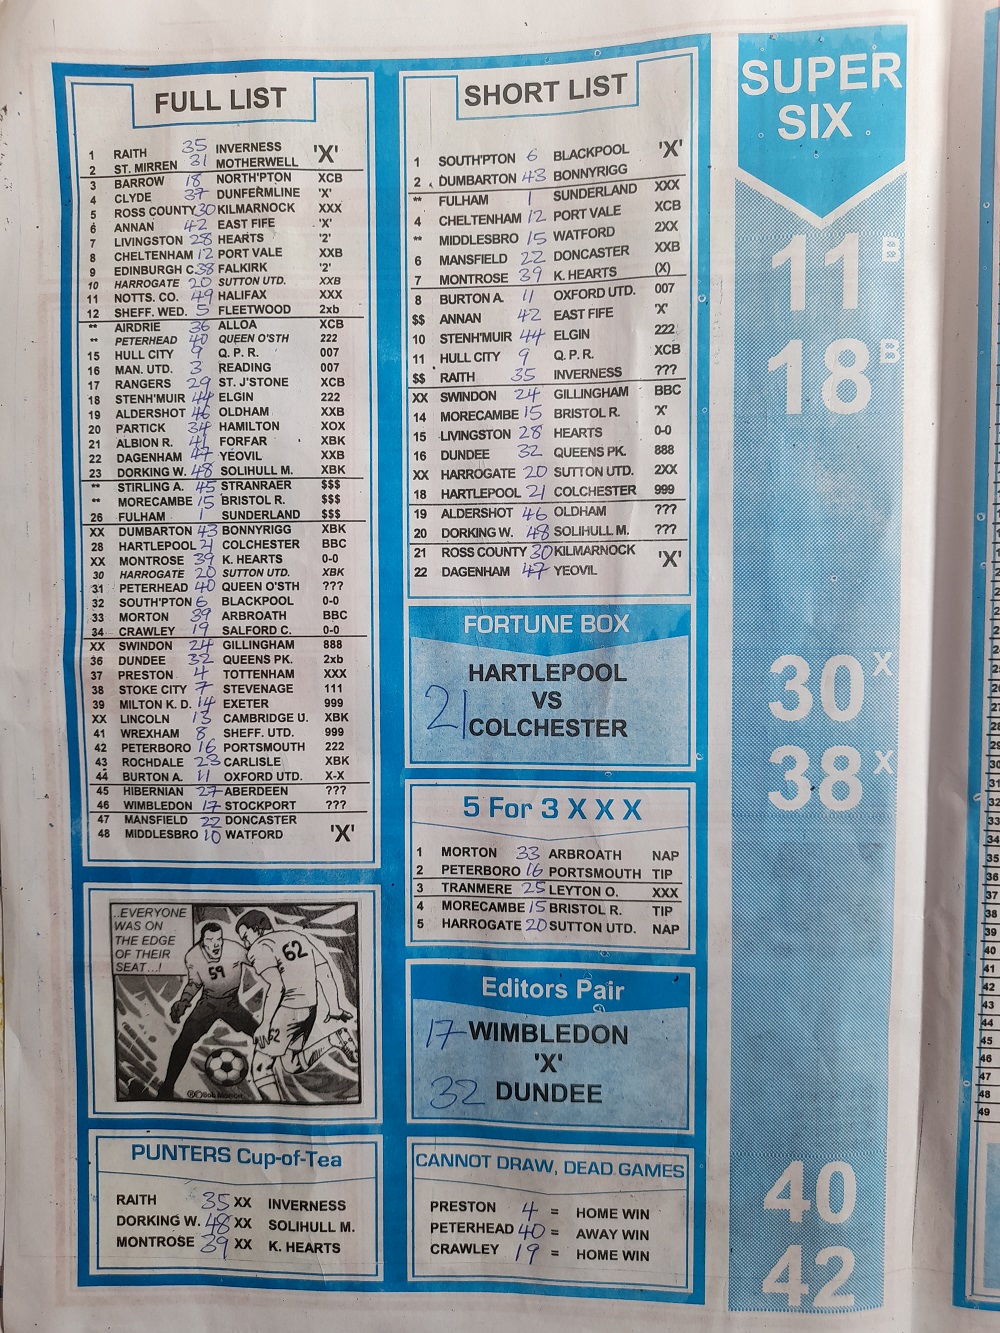 FULL LIST
1 RAITH 35 INVERNESS 'X'
2 ST. MIRREN 31 MOTHERWELL
3 BARROW 18 NORTH'PTON XCB
4 CLYDE 37 DUNFERMLINE 'X'
5 ROSS COUNTY 30 KILMARNOCK XXX
6 ANNAN 42 EAST FIFE 'X'
7 LIVINGSTON 28 HEARTS '2'
8 CHELTENHAM 12 PORT VALE XXB
9 EDINBURGH C. 38 FALKIRK '2'
10 HARROGATE 20 SUTTON UTD. XXB
11 NOTTS. CO. 49 HALIFAX XXX
12 SHEFF. WED. 5 FLEETWOOD 2xb
** AIRDRIE 36 ALLOA XCB
** PETERHEAD 40 QUEEN O'STH 222
15 HULL CITY 9 Q. P. R. 007
16 MAN. UTD. 3 READING 007
17 RANGERS 29 ST. J'STONE XCB
18 STENH'MUIR 44 ELGIN 222
19 ALDERSHOT 46 OLDHAM XXB
20 PARTICK 34 HAMILTON XOX
21 ALBION R. 41 FORFAR XBK
22 DAGENHAM 47 YEOVIL XXB
23 DORKING W. 48 SOLIHULL M. XBK
** STIRLING A. 45 STRANRAER $$$
** MORECAMBE 15 BRISTOL R. $$$
26 FULHAM 1 SUNDERLAND $$$
XX DUMBARTON 43 BONNYRIGG XBK
28 HARTLEPOOL 21 COLCHESTER BBC
XX MONTROSE 39 K. HEARTS 0-0
30 HARROGATE 20 SUTTON UTD. XBK
31 PETERHEAD 40 QUEEN O'STH ???
32 SOUTH'PTON 6 BLACKPOOL 0-0
33 MORTON 39 ARBROATH BBC
34 CRAWLEY 19 SALFORD C. 0-0
XX SWINDON 24 GILLINGHAM 888
36 DUNDEE 32 QUEENS PK. 2xb
37 PRESTON 4 TOTTENHAM XXX
38 STOKE CITY 7 STEVENAGE 111
39 MILTON K. D. 14 EXETER 999
XX LINCOLN 13 CAMBRIDGE U. XBK
41 WREXHAM 8 SHEFF. UTD. 999
42 PETERBORO 16 PORTSMOUTH 222
43 ROCHDALE 23 CARLISLE XBK
44 BURTON A. 11 OXFORD UTD. X-X
45 HIBERNIAN 27 ABERDEEN ???
46 WIMBLEDON 17 STOCKPORT ???
47 MANSFIELD 22 DONCASTER
48 MIDDLESBRO 10 WATFORD 'X'
..EVERYONE
WAS ON
THE EDGE
OF THEIR
SEAT...!
59
62
62
PUNTERS Cup-of-Tea
RAITH 35 XX INVERNESS
DORKING W. 48 XX SOLIHULL M.
MONTROSE 39 XX K. HEARTS
SHORT LIST
1 SOUTH'PTON 6 BLACKPOOL 'X'
2 DUMBARTON 43 BONNYRIGG
** FULHAM 1 SUNDERLAND XXX
4 CHELTENHAM 12 PORT VALE XCB
** MIDDLESBRO 15 WATFORD 2XX
6 MANSFIELD 22 DONCASTER XXB
7 MONTROSE 39 K. HEARTS (X)
8 BURTON A. 11 OXFORD UTD. 007
$$ ANNAN 42 EAST FIFE 'X'
10 STENH'MUIR 44 ELGIN 222
11 HULL CITY 9 Q. P. R. XCB
$$ RAITH 35 INVERNESS ???
XX SWINDON 24 GILLINGHAM BBC
14 MORECAMBE 15 BRISTOL R. 'X'
15 LIVINGSTON 28 HEARTS 0-0
16 DUNDEE 32 QUEENS PK. 888
XX HARROGATE 20 SUTTON UTD. 2XX
18 HARTLEPOOL 21 COLCHESTER 999
19 ALDERSHOT 46 OLDHAM ???
20 DORKING W. 48 SOLIHULL M. ???
21 ROSS COUNTY 30 KILMARNOCK 'X'
22 DAGENHAM 47 YEOVIL
FORTUNE BOX
HARTLEPOOL
21 VS
COLCHESTER
5 For 3 X X X
1 MORTON 33 ARBROATH NAP
2 PETERBORO 16 PORTSMOUTH TIP
3 TRANMERE 25 LEYTON O. XXX
4 MORECAMBE 15 BRISTOL R. TIP
5 HARROGATE 20 SUTTON UTD. NAP
Editors Pair
17 WIMBLEDON
'X'
32 DUNDEE
CANNOT DRAW, DEAD GAMES
PRESTON 4 = HOME WIN
PETERHEAD 40 = AWAY WIN
CRAWLEY 19 = HOME WIN
SUPER
SIX
11 B
18 B
30 X
38 X
40
42
29
30
31
32
33
34
35
36
37
38
39
40
41
42
43
44
45
46
47
48
49